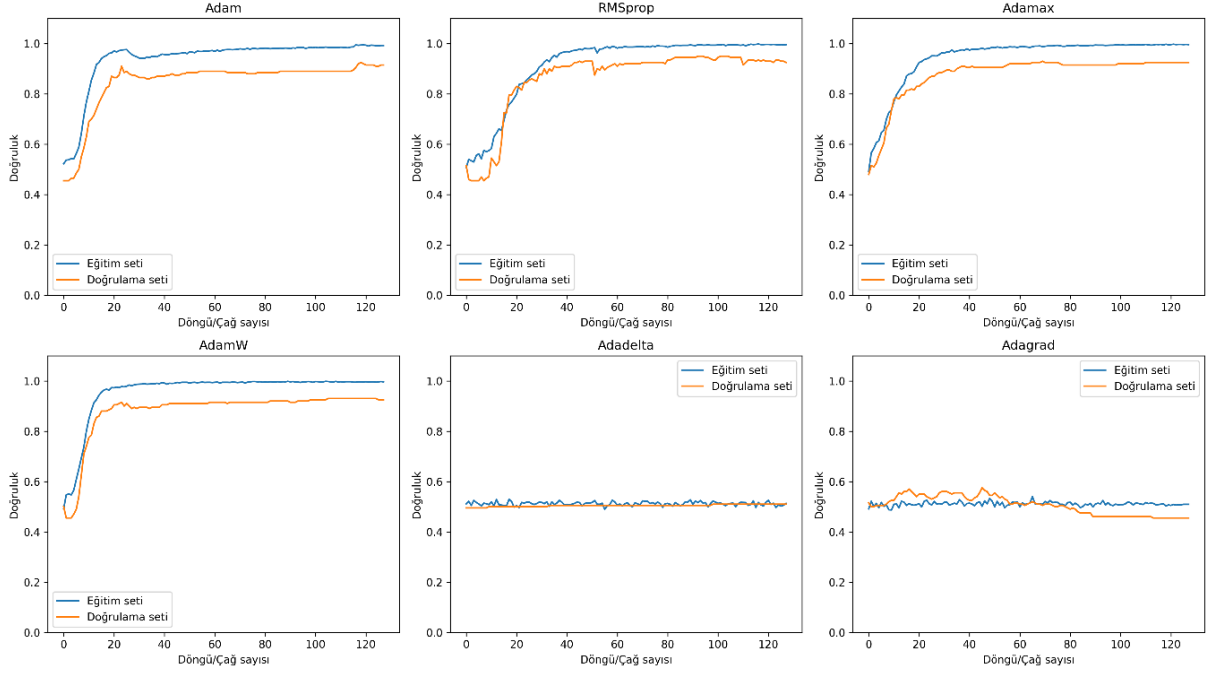 Adam
1.0
0.8
0.6
0.4
0.2
0.0
Doğruluk
Eğitim seti
Doğrulama seti
0 20 40 60 80 100 120
Döngü/Çağ sayısı
RMSprop
1.0
0.8
0.6
0.4
0.2
0.0
Doğruluk
Eğitim seti
Doğrulama seti
0 20 40 60 80 100 120
Döngü/Çağ sayısı
Adamax
1.0
0.8
0.6
0.4
0.2
0.0
Doğruluk
Eğitim seti
Doğrulama seti
0 20 40 60 80 100 120
Döngü/Çağ sayısı
AdamW
1.0
0.8
0.6
0.4
0.2
0.0
Doğruluk
Eğitim seti
Doğrulama seti
0 20 40 60 80 100 120
Döngü/Çağ sayısı
Adadelta
1.0
0.8
0.6
0.4
0.2
0.0
Doğruluk
Eğitim seti
Doğrulama seti
0 20 40 60 80 100 120
Döngü/Çağ sayısı
Adagrad
1.0
0.8
0.6
0.4
0.2
0.0
Doğruluk
Eğitim seti
Doğrulama seti
0 20 40 60 80 100 120
Döngü/Çağ sayısı